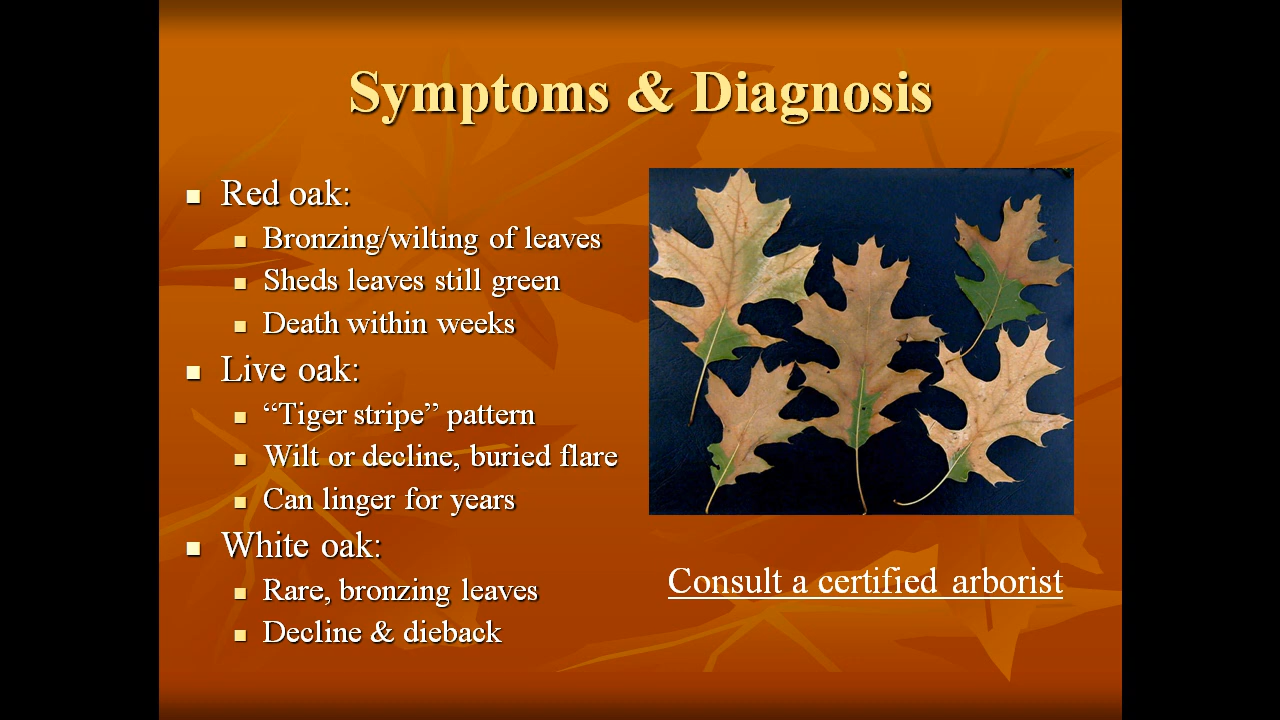 Symptoms & Diagnosis
Red oak:
Bronzing/wilting of leaves
Sheds leaves still green
Death within weeks
Live oak:
“Tiger stripe” pattern
Wilt or decline, buried flare
Can linger for years
White oak:
Rare, bronzing leaves
Decline & dieback
Consult a certified arborist